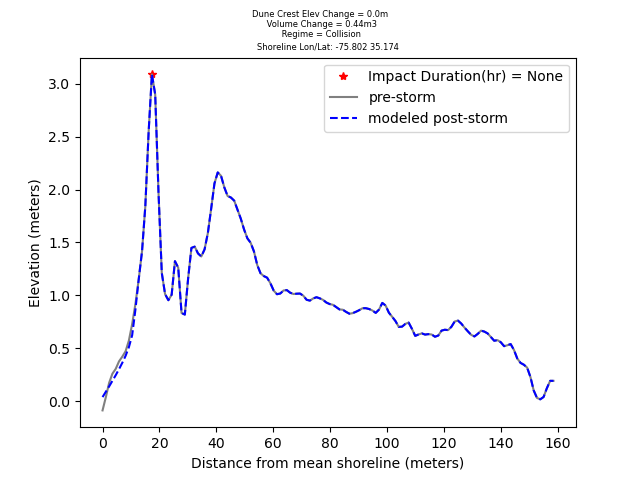 Dune Crest Elev Change = 0.0m
Volume Change = 0.44m3
Regime = Collision
Shoreline Lon/Lat: -75.802 35.174
Impact Duration(hr) = None
pre-storm
modeled post-storm
3.0
2.5
2.0
1.5
1.0
0.5
0.0
Elevation (meters)
0 20 40 60 80 100 120 140 160
Distance from mean shoreline (meters)